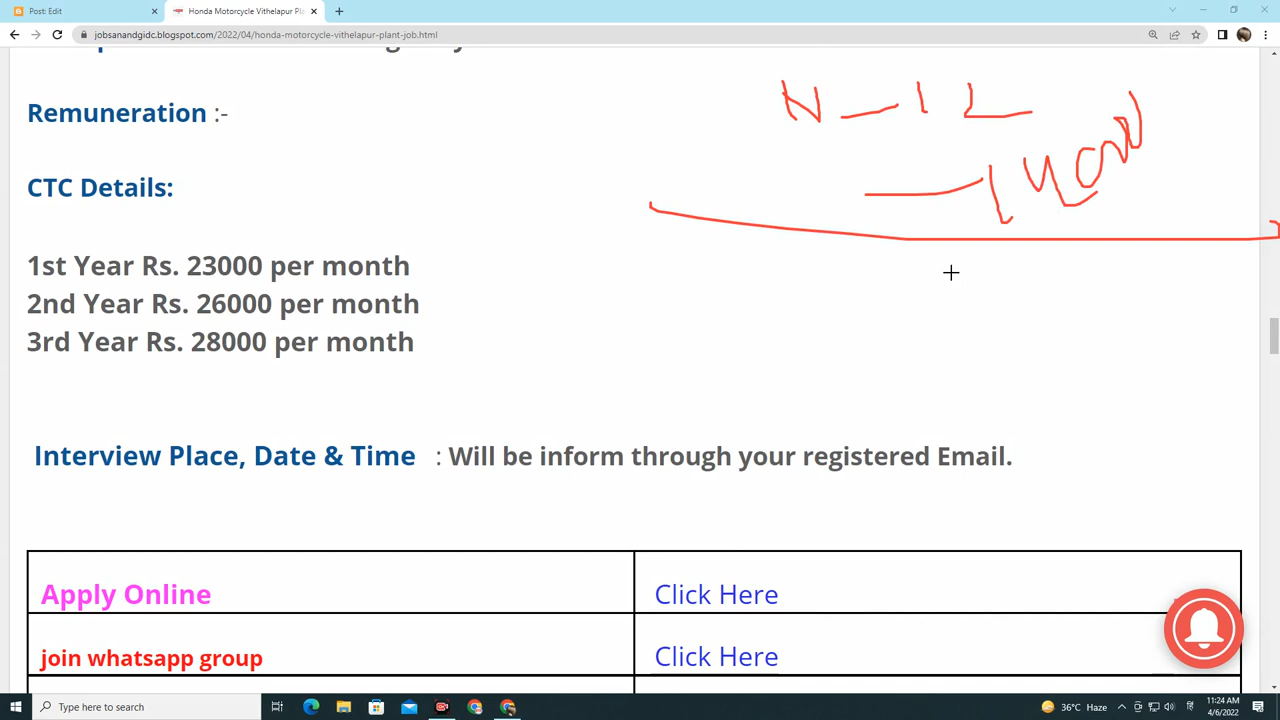 Post: Edit
Honda Motorcycle Vithelapur Pla
jobsanandgidc.blogspot.com/2022/04/honda-motorcycle-vithelapur-plant-job.html
Remuneration :-
N - 1 2
CTC Details:
1st Year Rs. 23000 per month
2nd Year Rs. 26000 per month
3rd Year Rs. 28000 per month
Interview Place, Date & Time : Will be inform through your registered Email.
Apply Online Click Here
join whatsapp group Click Here
Type here to search
36°C Haze
11:24 AM
4/6/2022